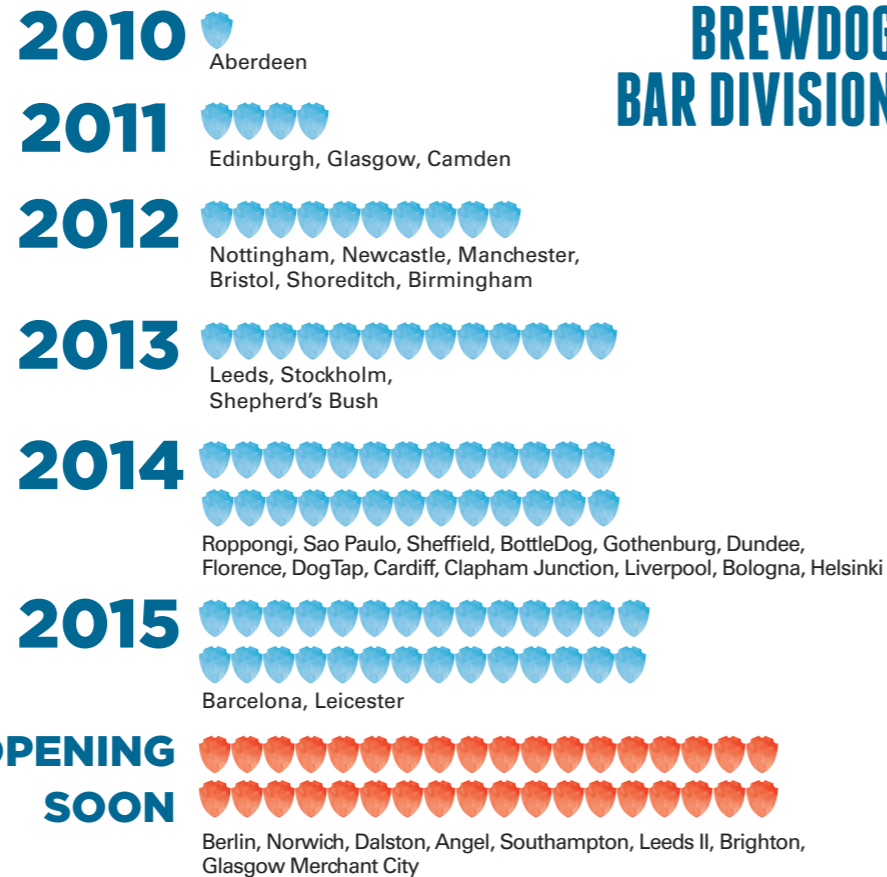 BREWDOG
BAR DIVISION
2010
Aberdeen
2011
Edinburgh, Glasgow, Camden
2012
Nottingham, Newcastle, Manchester,
Bristol, Shoreditch, Birmingham
2013
Leeds, Stockholm,
Shepherd's Bush
2014
Roppongi, Sao Paulo, Sheffield, BottleDog, Gothenburg, Dundee,
Florence, DogTap, Cardiff, Clapham Junction, Liverpool, Bologna, Helsinki
2015
Barcelona, Leicester
OPENING
SOON
Berlin, Norwich, Dalston, Angel, Southampton, Leeds II, Brighton,
Glasgow Merchant City